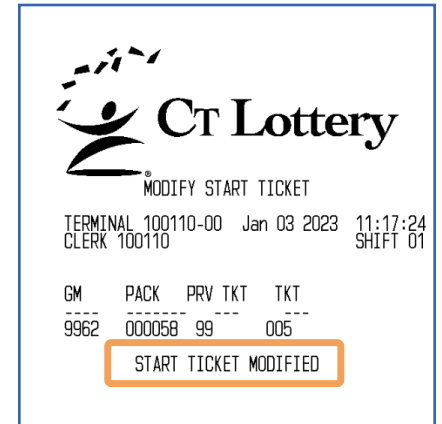 CT Lottery
®
MODIFY START TICKET
TERMINAL 100110-00 Jan 03 2023 11:17:24
CLERK 100110 SHIFT 01
GM PACK PRV TKT TKT
---- ------- --- ---
9962 000058 99 005
START TICKET MODIFIED